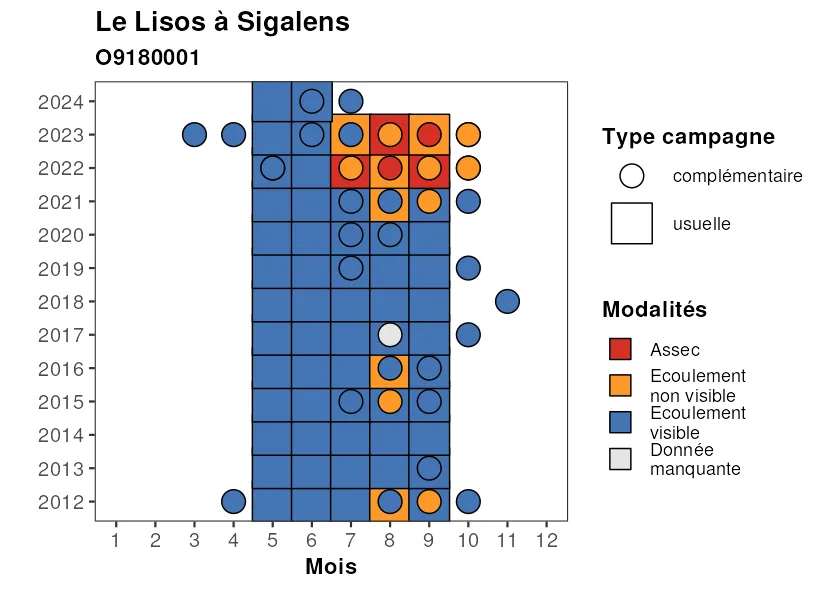 Le Lisos à Sigalens
O9180001
2024
2023
2022
2021
2020
2019
2018
2017
2016
2015
2014
2013
2012
1 2 3 4 5 6 7 8 9 10 11 12
Mois
Type campagne
complémentaire
usuelle
Modalités
Assec
Ecoulement
non visible
Ecoulement
visible
Donnée
manquante